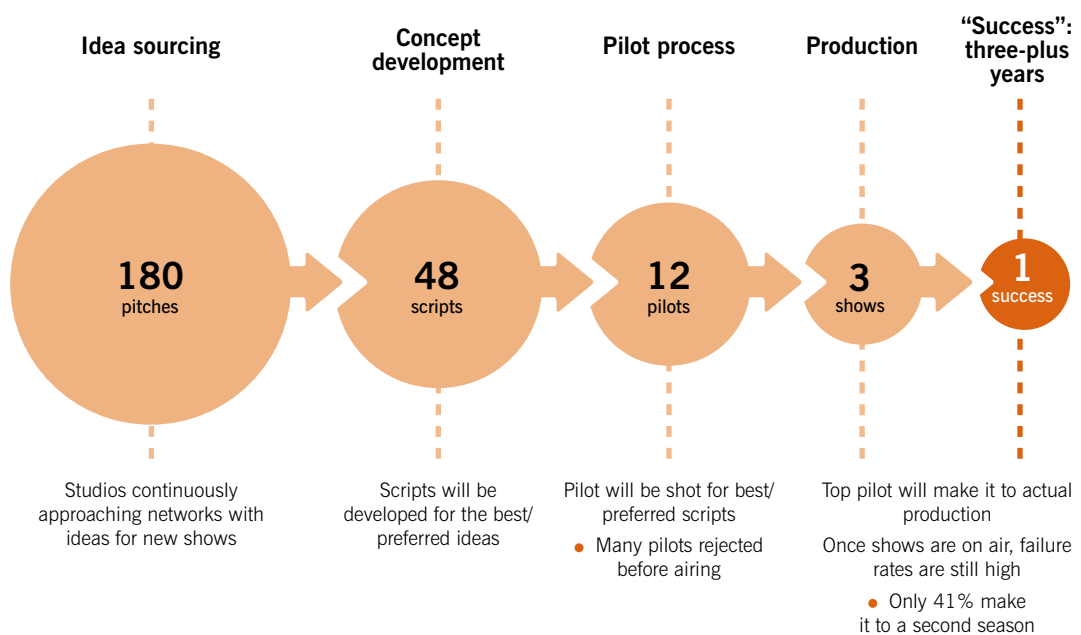 Idea sourcing
Concept
development
Pilot process
Production
“Success”:
three-plus
years
180
pitches
48
scripts
12
pilots
3
shows
1
success
Studios continuously
approaching networks with
ideas for new shows
Scripts will be
developed for the best/
preferred ideas
Pilot will be shot for best/
preferred scripts
● Many pilots rejected
before airing
Top pilot will make it to actual
production
Once shows are on air, failure
rates are still high
● Only 41% make
it to a second season